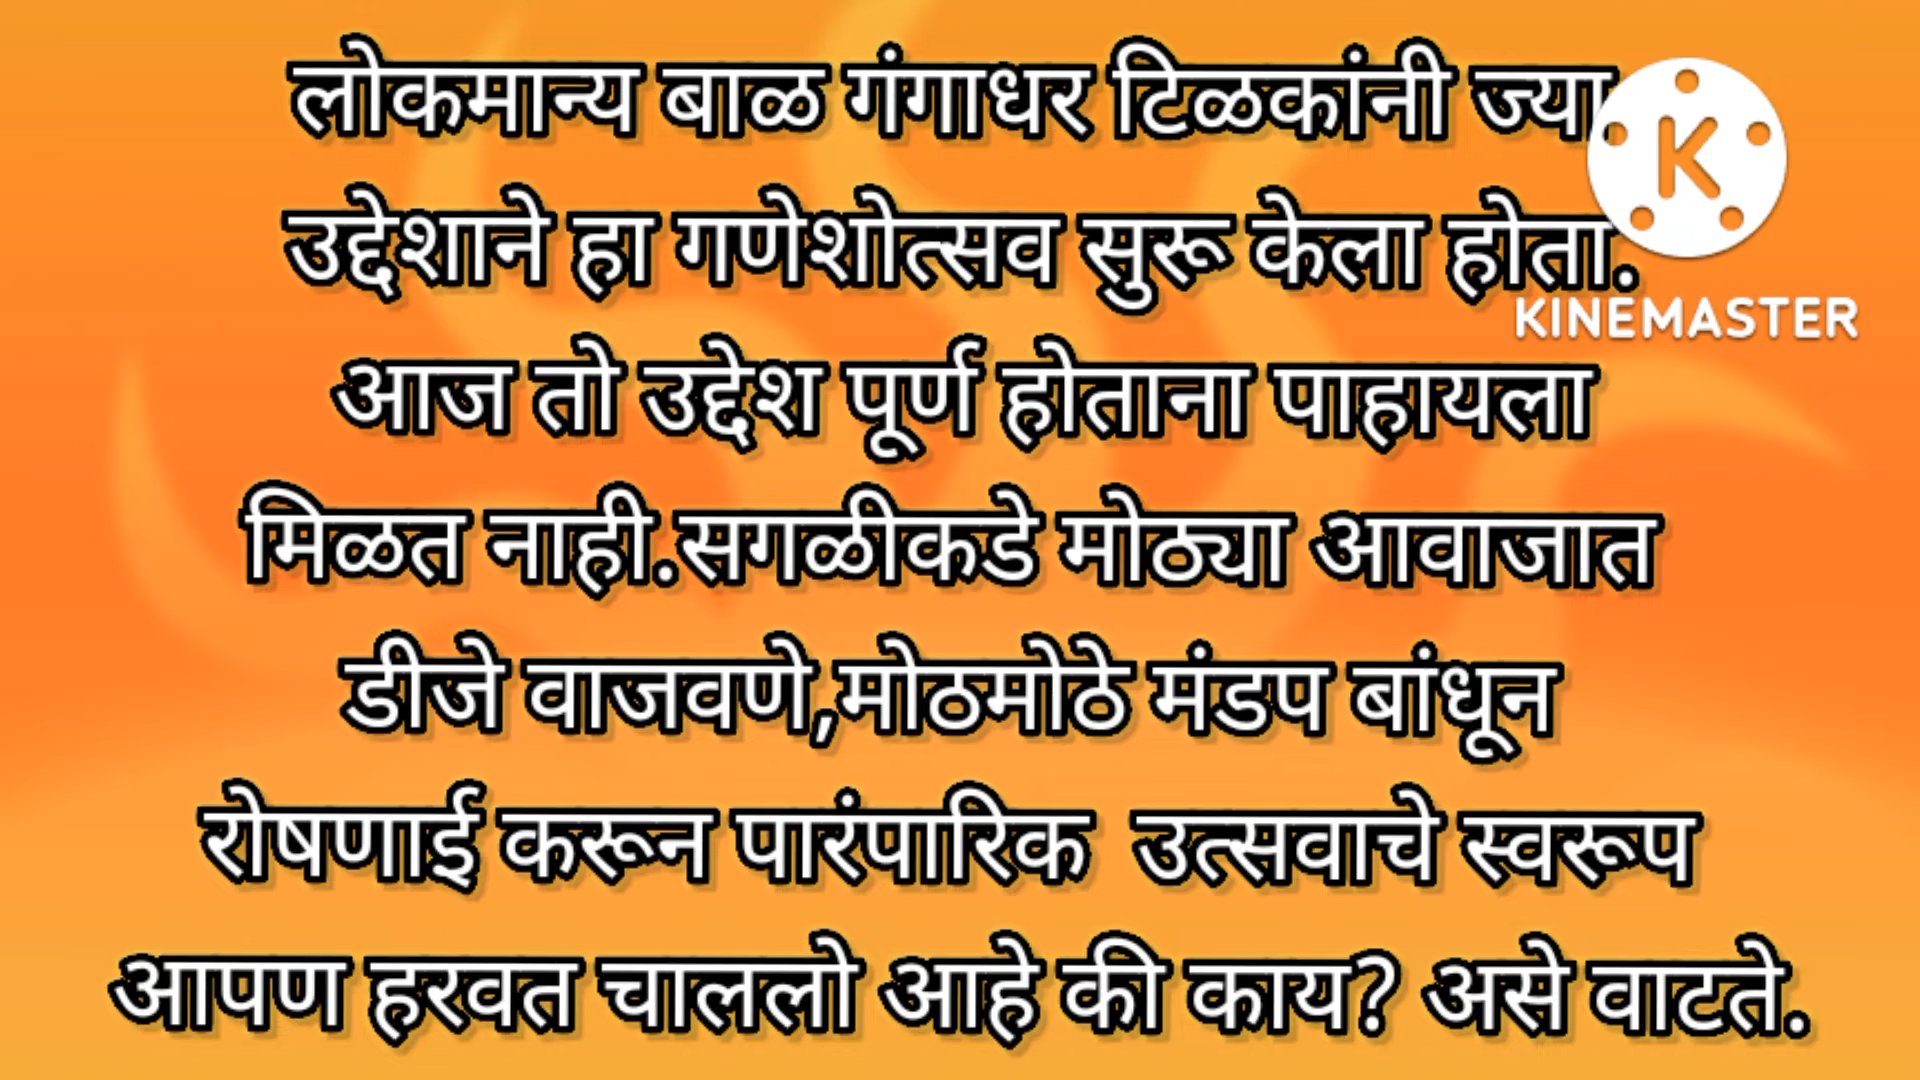 लोकमान्य बाळ गंगाधर टिळकांनी ज्या
उद्देशाने हा गणेशोत्सव सुरू केला होता.
KINEMASTER
आज तो उद्देश पूर्ण होताना पाहायला
मिळत नाही.सगळीकडे मोठ्या आवाजात
डीजे वाजवणे,मोठमोठे मंडप बांधून
रोषणाई करून पारंपारिक उत्सवाचे स्वरूप
आपण हरवत चाललो आहे की काय? असे वाटते.